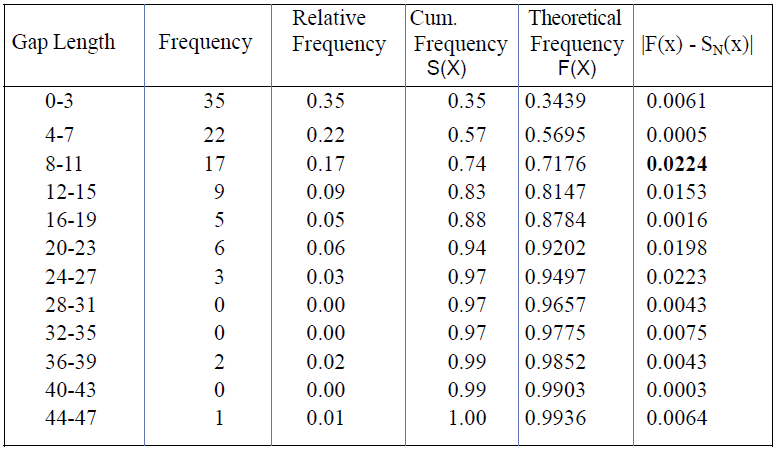 Gap Length Frequency Relative Frequency Cum. Frequency S(X) Theoretical Frequency F(X) |F(x) - SN(x)|
0-3 35 0.35 0.35 0.3439 0.0061
4-7 22 0.22 0.57 0.5695 0.0005
8-11 17 0.17 0.74 0.7176 0.0224
12-15 9 0.09 0.83 0.8147 0.0153
16-19 5 0.05 0.88 0.8784 0.0016
20-23 6 0.06 0.94 0.9202 0.0198
24-27 3 0.03 0.97 0.9497 0.0223
28-31 0 0.00 0.97 0.9657 0.0043
32-35 0 0.00 0.97 0.9775 0.0075
36-39 2 0.02 0.99 0.9852 0.0043
40-43 0 0.00 0.99 0.9903 0.0003
44-47 1 0.01 1.00 0.9936 0.0064